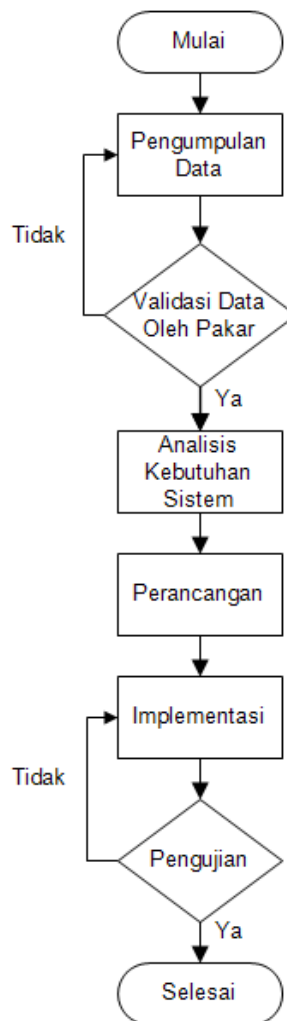 Mulai
Pengumpulan
Data
Tidak
Validasi Data
Oleh Pakar
Ya
Analisis
Kebutuhan
Sistem
Perancangan
Implementasi
Tidak
Pengujian
Ya
Selesai